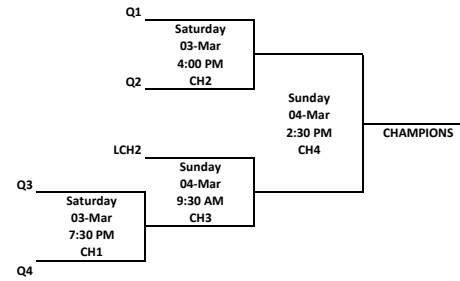 Q1
Saturday
03-Mar
4:00 PM
CH2
Q2
Sunday
04-Mar
2:30 PM
CH4
CHAMPIONS
LCH2
Sunday
04-Mar
9:30 AM
CH3
Q3
Saturday
03-Mar
7:30 PM
CH1
Q4